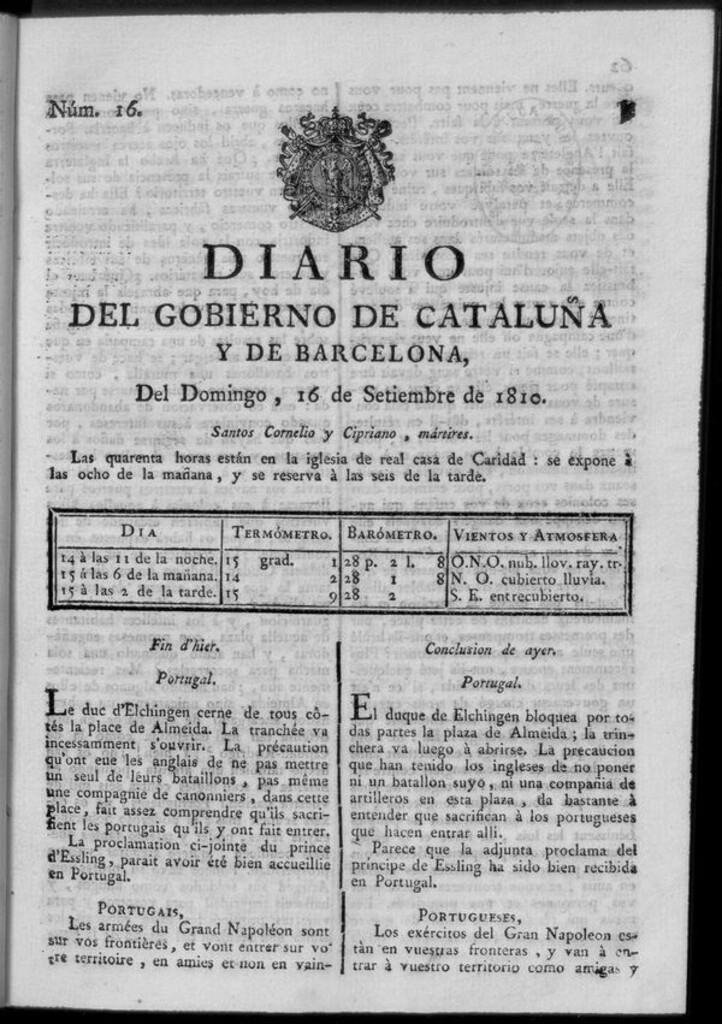 Núm. 16.
DIARIO
DEL GOBIERNO DE CATALUÑA
Y DE BARCELONA,
Del Domingo, 16 de Setiembre de 1810.
Santos Cornelio y Cipriano, mártires.
Las quarenta horas están en la iglesia de real casa de Caridad : se expone à
las ocho de la mañana, y se reserva à las seis de la tarde.
DIA TERMÓMETRO. BARÓMETRO. VIENTOS Y ATMOSFERA
14 à las 11 de la noche. 15 grad. 1 28 p. 2 l. 8 O.N.O. nub. llov. ray. tr.
15 á las 6 de la mañana. 14 2 28 1 8 N. O. cubierto lluvia.
15 à las 2 de la tarde. 15 9 28 2 S. E. entrecubierto.
Fin d'hier.
Portugal.
Le duc d'Elchingen cerne de tous cô-
tés la place de Almeida. La tranchée va
incessamment s'ouvrir. La précaution
qu'ont eue les anglais de ne pas mettre
un seul de leurs bataillons, pas même
une compagnie de canonniers, dans cette
place, fait assez comprendre qu'ils sacri-
fient les portugais qu'ils y ont fait entrer.
La proclamation ci-jointe du prince
d'Essling, parait avoir été bien accueillie
en Portugal.
PORTUGAIS,
Les armées du Grand Napoléon sont
sur vos frontières, et vont entrer sur vo-
tre territoire, en amies et non en vain-
Conclusion de ayer.
Portugal.
El duque de Elchingen bloquea por to-
das partes la plaza de Almeida; la trin-
chera va luego à abrirse. La precaucion
que han tenido los ingleses de no poner
ni un batallon suyo, ni una compañia de
artilleros en esta plaza, da bastante à
entender que sacrifican à los portugueses
que hacen entrar alli.
Parece que la adjunta proclama del
principe de Essling ha sido bien recibida
en Portugal.
PORTUGUESES,
Los exércitos del Gran Napoleon es-
tàn en vuestras fronteras, y van à en-
trar à vuestro territorio como amigas y